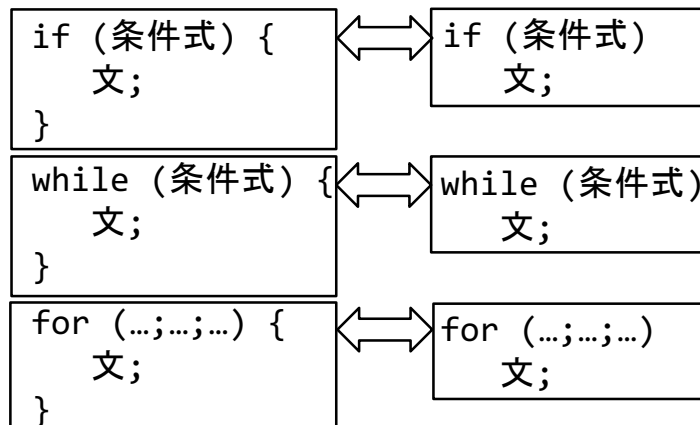 if (条件式) {
文;
}
if (条件式)
文;
while (条件式) {
文;
}
while (条件式)
文;
for (…;…;…) {
文;
}
for (…;…;…)
文;